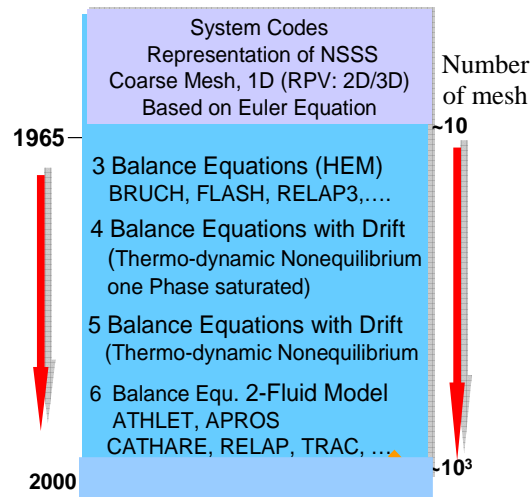 System Codes
Representation of NSSS
Coarse Mesh, 1D (RPV: 2D/3D)
Based on Euler Equation
Number
of mesh
1965
~10
3 Balance Equations (HEM)
BRUCH, FLASH, RELAP3,....
4 Balance Equations with Drift
(Thermo-dynamic Nonequilibrium
one Phase saturated)
5 Balance Equations with Drift
(Thermo-dynamic Nonequilibrium
6 Balance Equ. 2-Fluid Model
ATHLET, APROS
CATHARE, RELAP, TRAC, ...
~10³
2000